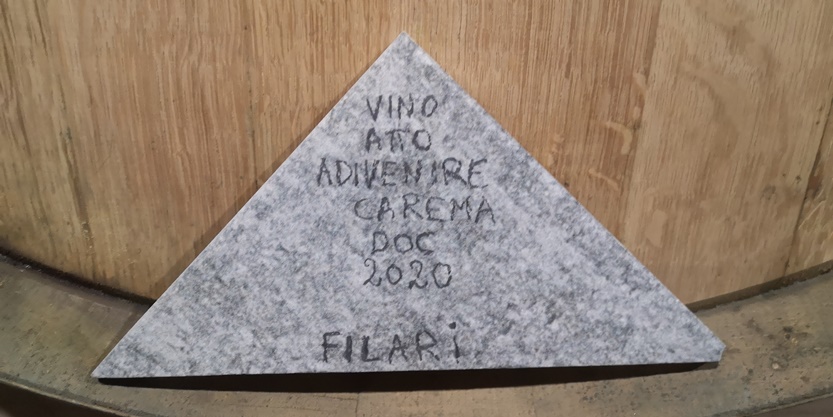 VINO
ATTO
ADIVENIRE
CAREMA
DOC
2020
FILARi